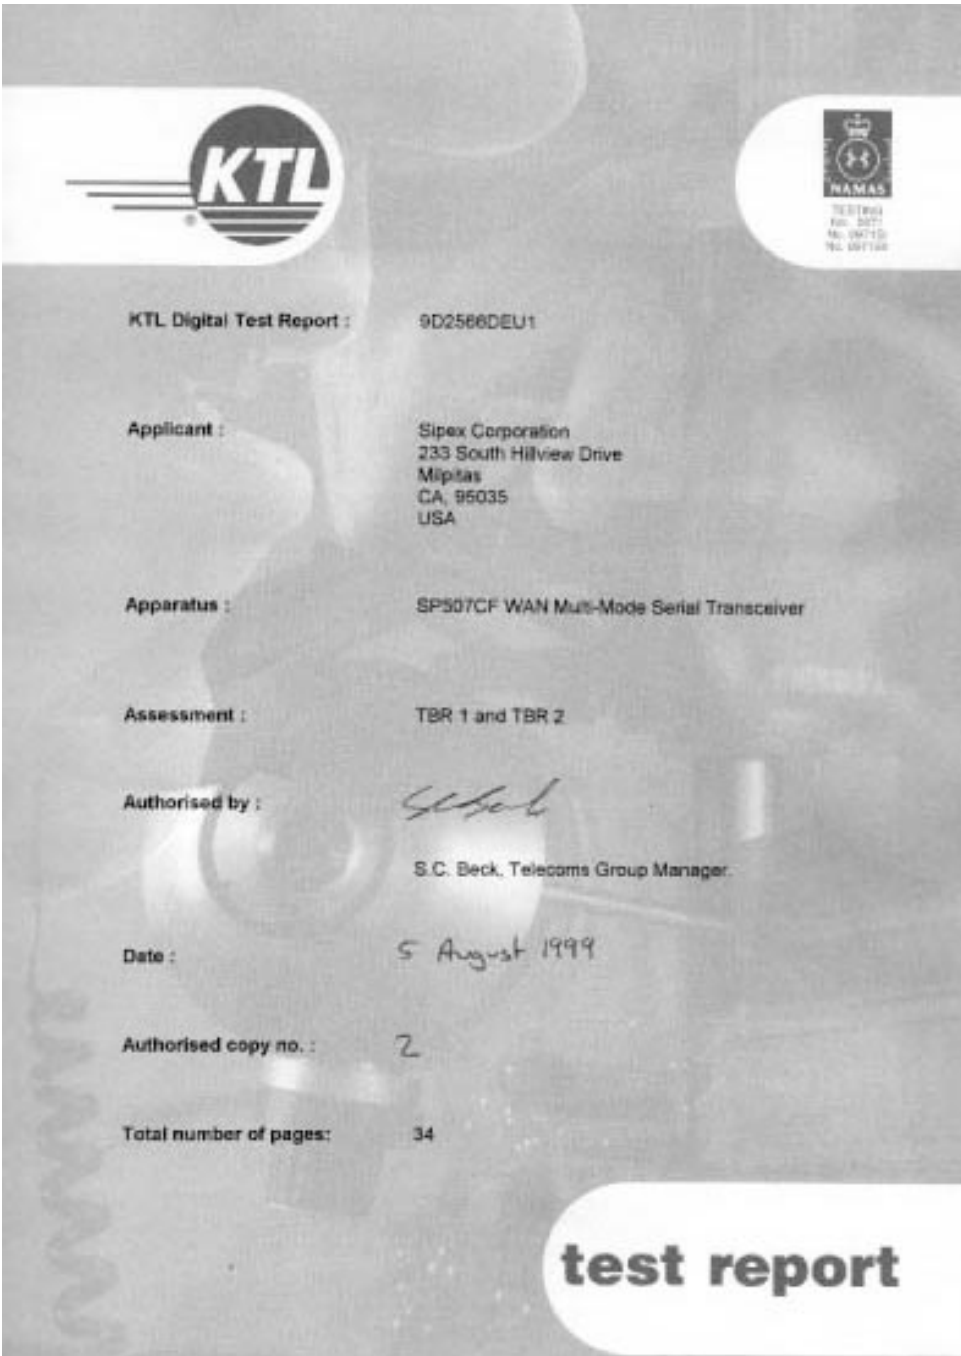 KTL
®
NAMAS
TESTING
KTL Digital Test Report : 9D2566DEU1
Applicant : Sipex Corporation
233 South Hillview Drive
Milpitas
CA, 95035
USA
Apparatus : SP507CF WAN Multi-Mode Serial Transceiver
Assessment : TBR 1 and TBR 2
Authorised by :
S.C. Beck, Telecoms Group Manager.
Date : 5 August 1999
Authorised copy no. : 2
Total number of pages: 34
test report